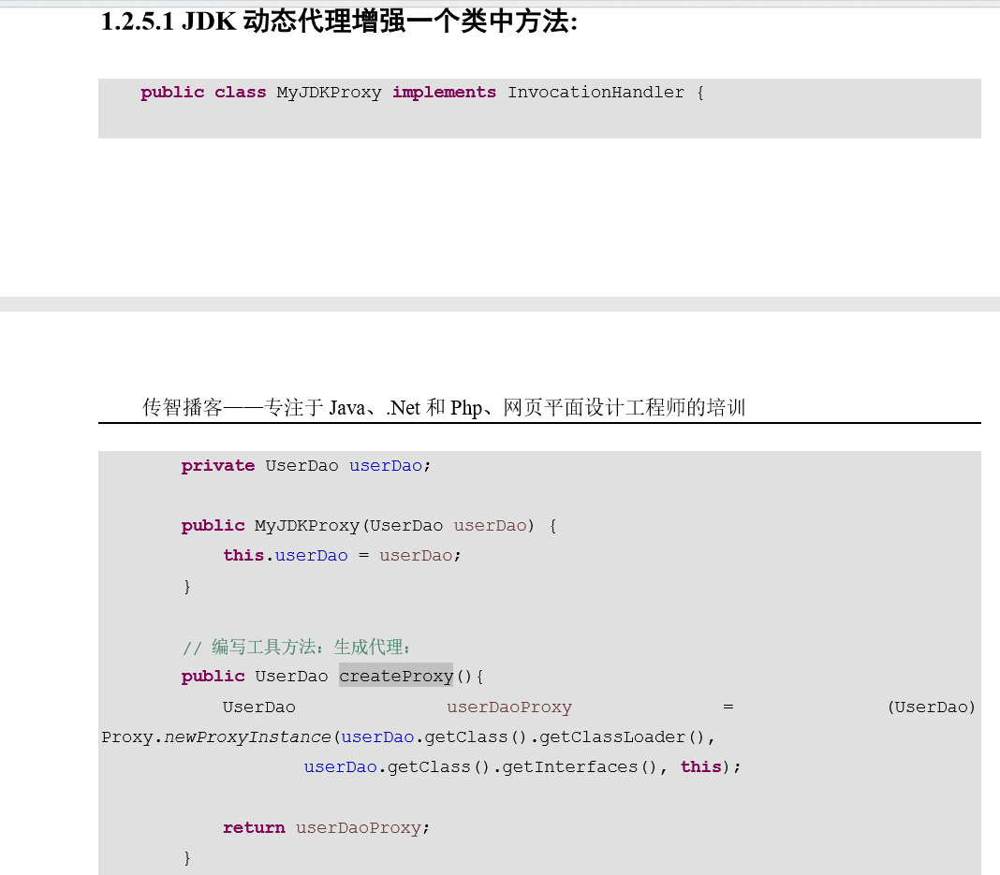 1.2.5.1 JDK 动态代理增强一个类中方法:
public class MyJDKProxy implements InvocationHandler {
传智播客——专注于 Java、.Net 和 Php、网页平面设计工程师的培训
private UserDao userDao;
public MyJDKProxy(UserDao userDao) {
this.userDao = userDao;
}
// 编写工具方法：生成代理：
public UserDao createProxy(){
UserDao userDaoProxy = (UserDao)
Proxy.newProxyInstance(userDao.getClass().getClassLoader(),
userDao.getClass().getInterfaces(), this);
return userDaoProxy;
}